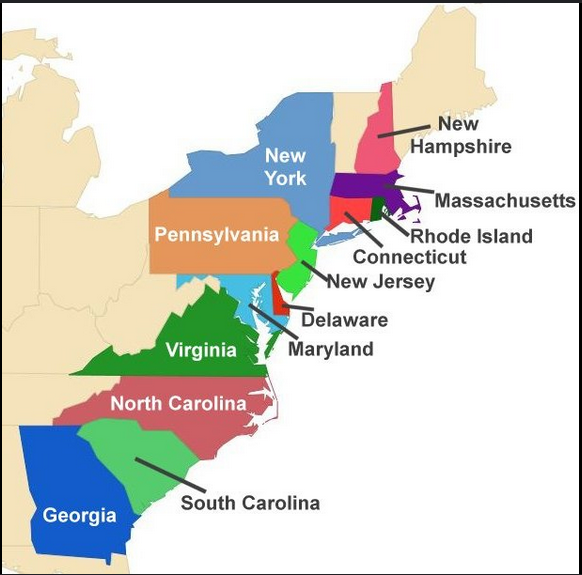 New
Hampshire
New
York
Massachusetts
Pennsylvania
Rhode Island
Connecticut
New Jersey
Delaware
Virginia
Maryland
North Carolina
South Carolina
Georgia